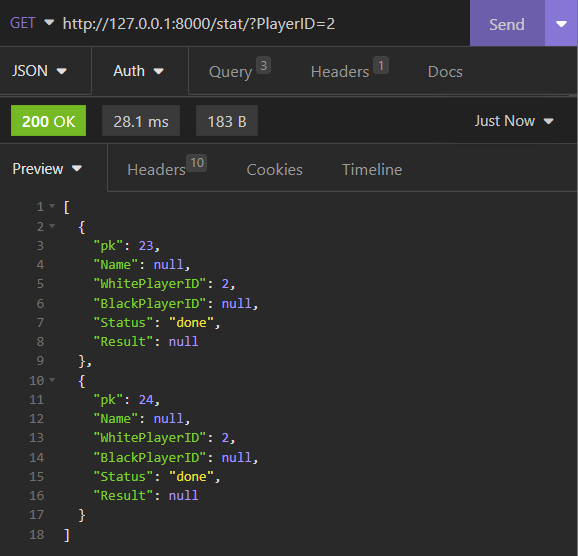 GET http://127.0.0.1:8000/stat/?PlayerID=2 Send
JSON Auth Query 3 Headers 1 Docs
200 OK 28.1 ms 183 B Just Now
Preview Headers 10 Cookies Timeline
1 [
2 {
3 "pk": 23,
4 "Name": null,
5 "WhitePlayerID": 2,
6 "BlackPlayerID": null,
7 "Status": "done",
8 "Result": null
9 },
10 {
11 "pk": 24,
12 "Name": null,
13 "WhitePlayerID": 2,
14 "BlackPlayerID": null,
15 "Status": "done",
16 "Result": null
17 }
18 ]